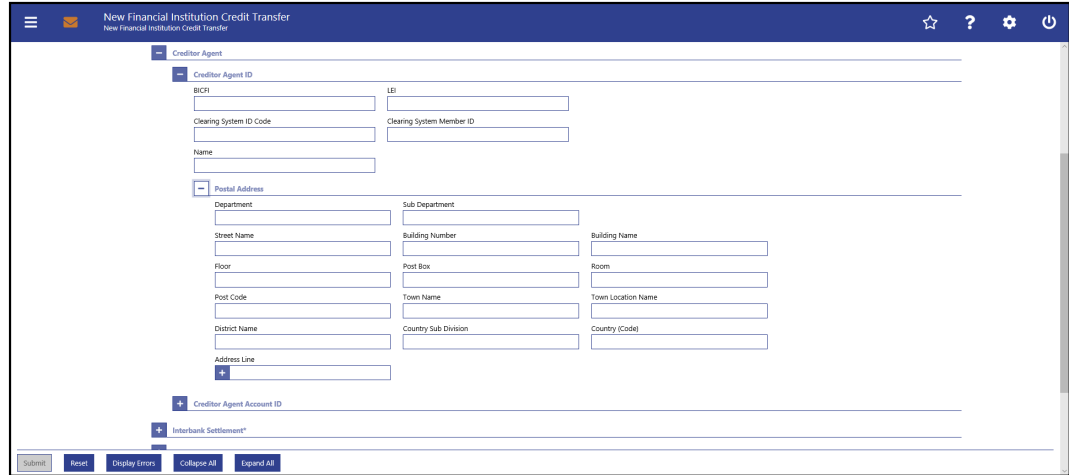 New Financial Institution Credit Transfer
New Financial Institution Credit Transfer
Creditor Agent
Creditor Agent ID
BICFI LEI
Clearing System ID Code Clearing System Member ID
Name
Postal Address
Department Sub Department
Street Name Building Number Building Name
Floor Post Box Room
Post Code Town Name Town Location Name
District Name Country Sub Division Country (Code)
Address Line
Creditor Agent Account ID
Interbank Settlement*
Submit Reset Display Errors Collapse All Expand All